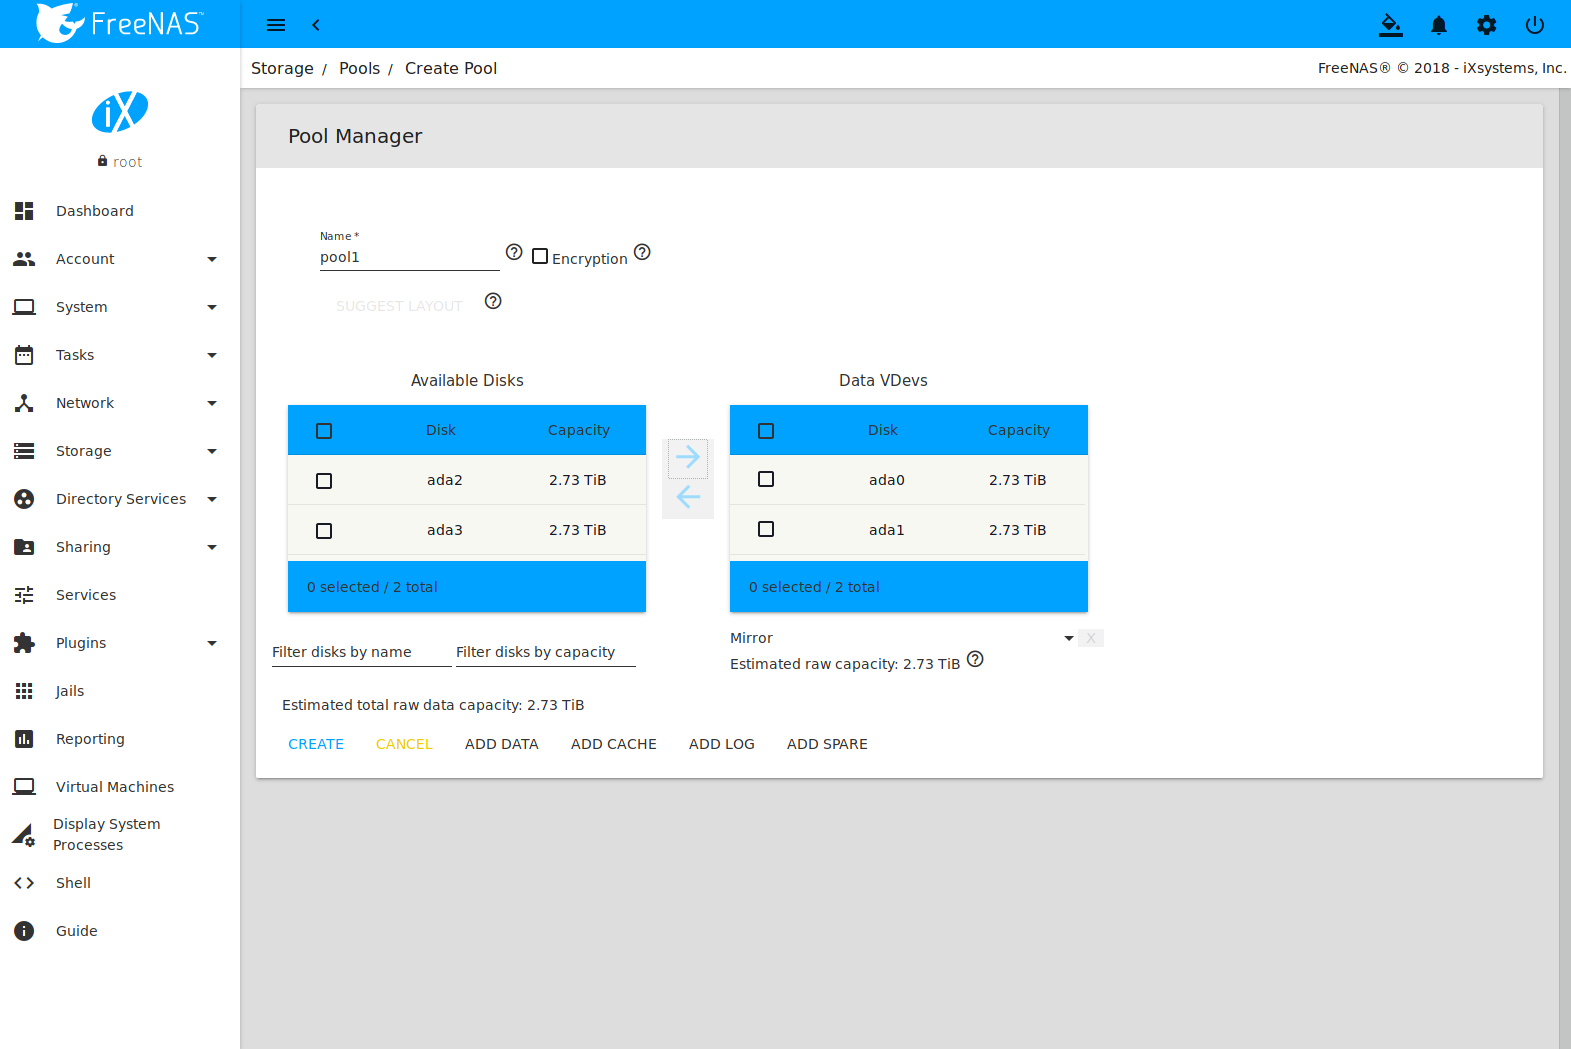 FreeNAS™
Storage / Pools / Create Pool
FreeNAS® © 2018 - iXsystems, Inc.
iX
root
Dashboard
Account
System
Tasks
Network
Storage
Directory Services
Sharing
Services
Plugins
Jails
Reporting
Virtual Machines
Display System
Processes
Shell
Guide
Pool Manager
Name *
pool1
Encryption
SUGGEST LAYOUT
Available Disks
Disk Capacity
ada2 2.73 TiB
ada3 2.73 TiB
0 selected / 2 total
Filter disks by name Filter disks by capacity
Data VDevs
Disk Capacity
ada0 2.73 TiB
ada1 2.73 TiB
0 selected / 2 total
Mirror X
Estimated raw capacity: 2.73 TiB
Estimated total raw data capacity: 2.73 TiB
CREATE CANCEL ADD DATA ADD CACHE ADD LOG ADD SPARE